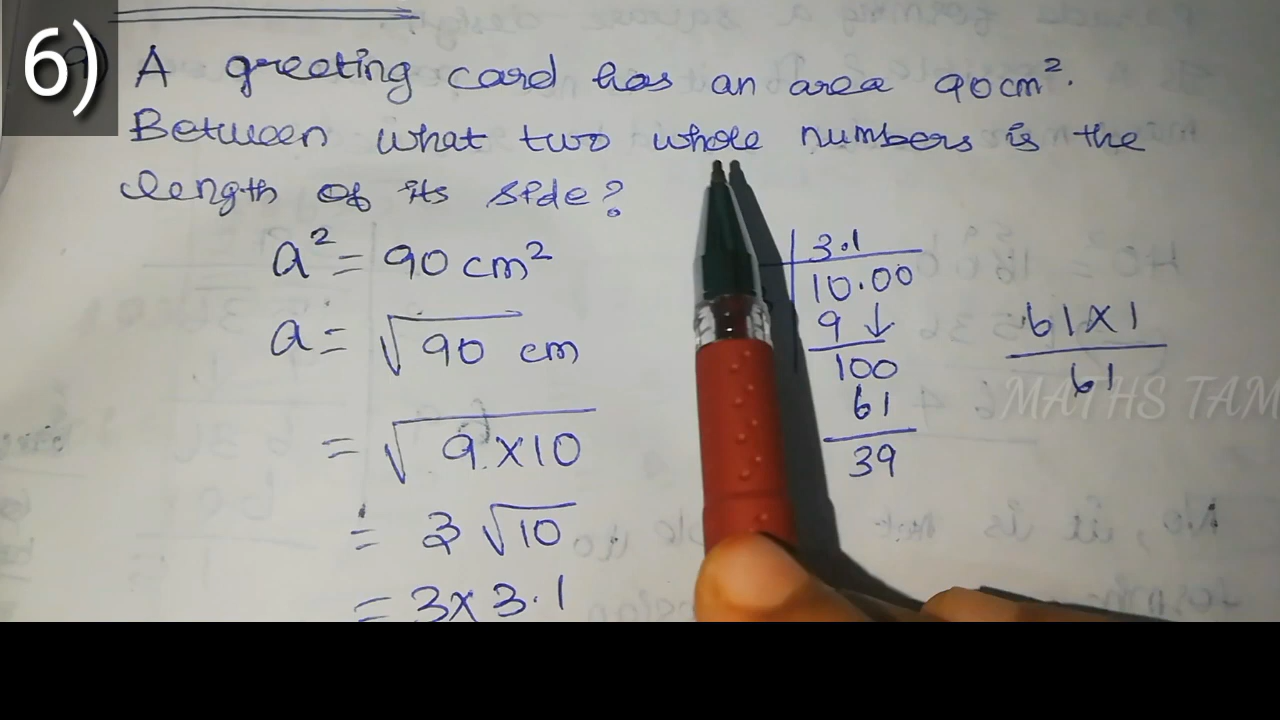 6)
A greeting card has an area 90cm².
Between what two whole numbers is the
length of its side?
a² = 90 cm²
a = √90 cm
= √9×10
= 3 √10
= 3×3.1
3.1
10.00
9 ↓
100
61
39
61×1
61
MATHS TAM